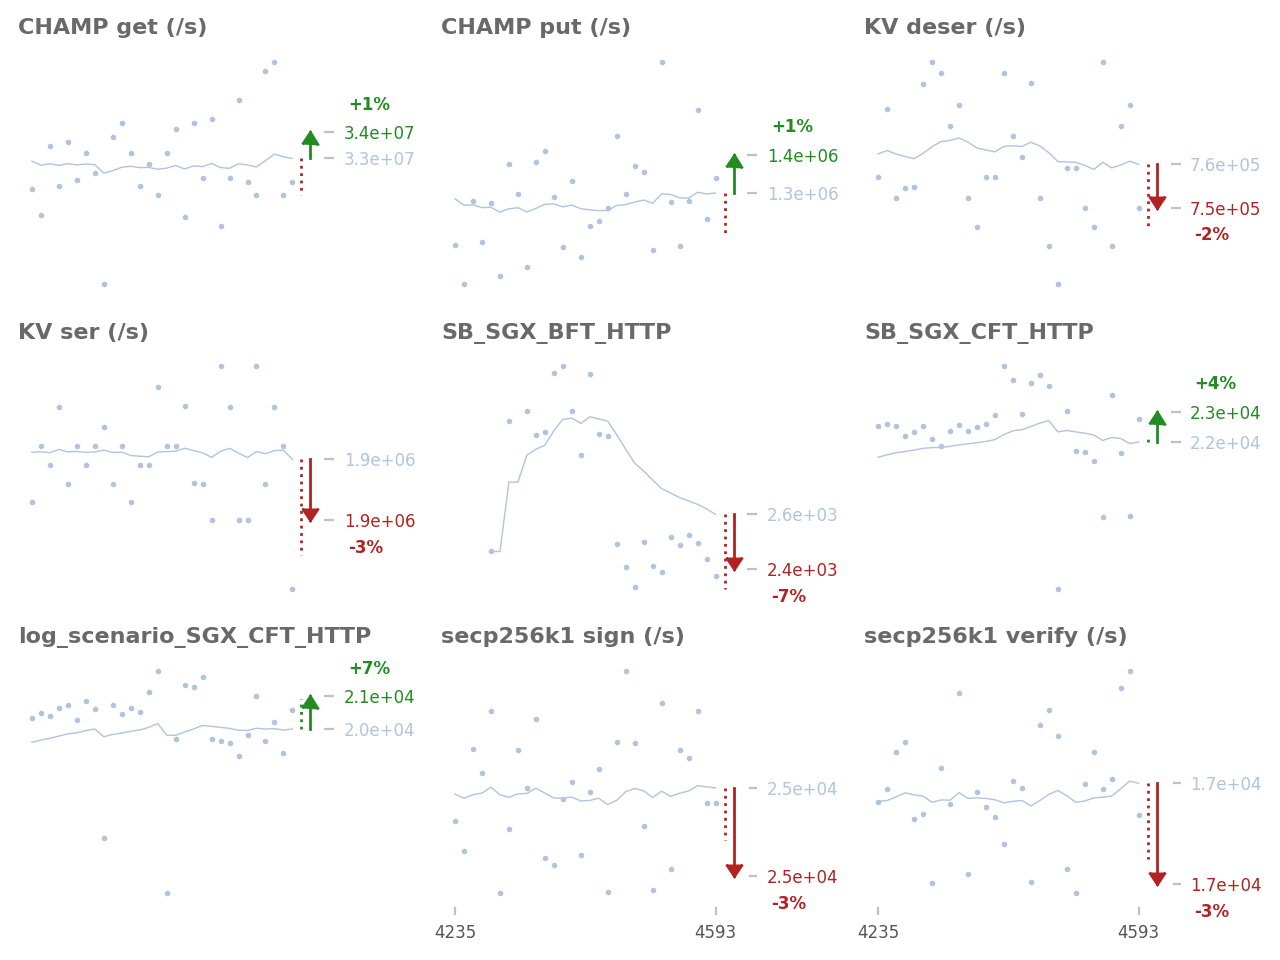 CHAMP get (/s)
+1%
3.4e+07
3.3e+07
CHAMP put (/s)
+1%
1.4e+06
1.3e+06
KV deser (/s)
7.6e+05
7.5e+05
-2%
KV ser (/s)
1.9e+06
1.9e+06
-3%
SB_SGX_BFT_HTTP
2.6e+03
2.4e+03
-7%
SB_SGX_CFT_HTTP
+4%
2.3e+04
2.2e+04
log_scenario_SGX_CFT_HTTP
+7%
2.1e+04
2.0e+04
secp256k1 sign (/s)
2.5e+04
2.5e+04
-3%
4235 4593
secp256k1 verify (/s)
1.7e+04
1.7e+04
-3%
4235 4593